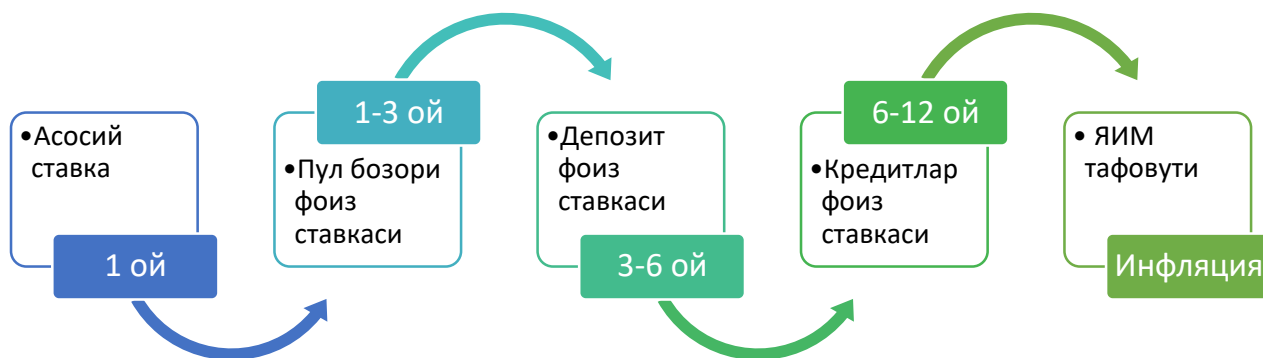 •Асосий
ставка
1 ой
1-3 ой
•Пул бозори
фоиз
ставкаси
•Депозит
фоиз
ставкаси
3-6 ой
6-12 ой
•Кредитлар
фоиз
ставкаси
• ЯИМ
тафовути
Инфляция